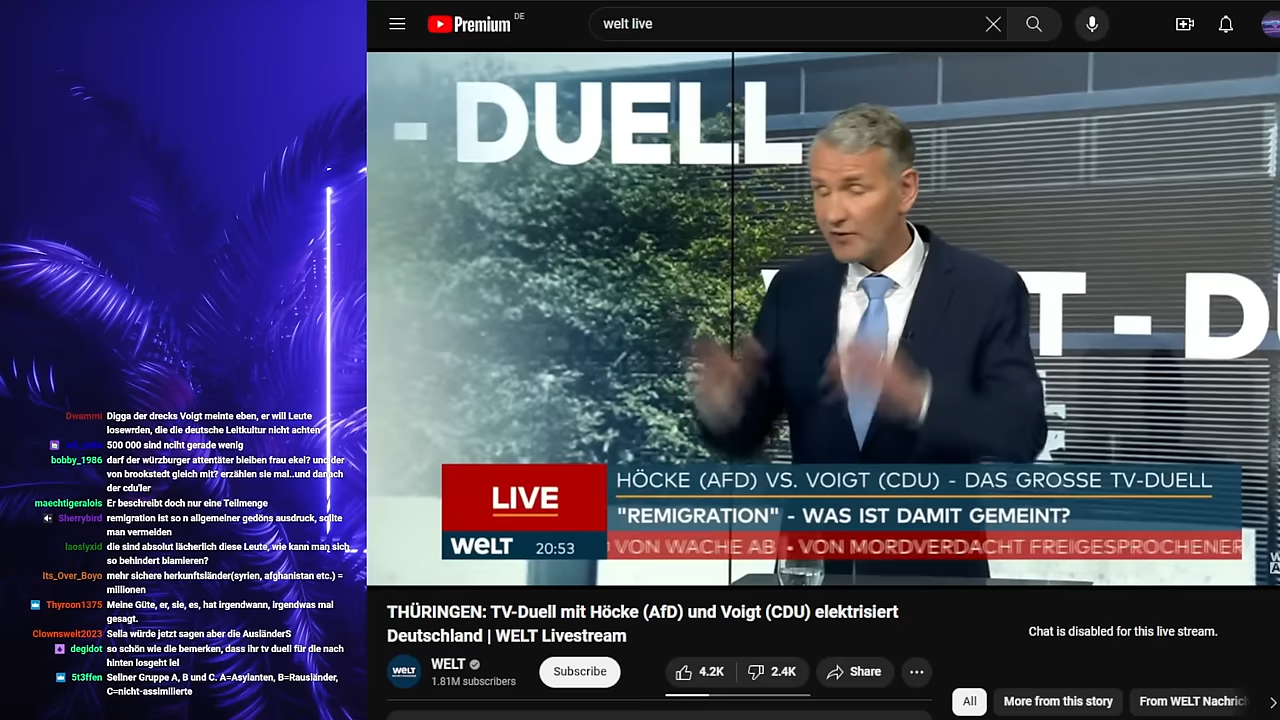 Premium DE
welt live
- DUELL
T - D
HÖCKE (AFD) VS. VOIGT (CDU) - DAS GROSSE TV-DUELL
LIVE
"REMIGRATION" - WAS IST DAMIT GEMEINT?
WELT 20:53
VON WACHE AB • VON MORDVERDACHT FREIGESPROCHENER
THÜRINGEN: TV-Duell mit Höcke (AfD) und Voigt (CDU) elektrisiert
Deutschland | WELT Livestream
Chat is disabled for this live stream.
welt
WELT
1.81M subscribers
Subscribe
4.2K
2.4K
Share
All
More from this story
From WELT Nachric
Dwammi Digga der drecks Voigt meinte eben, er will Leute
losewrden, die die deutsche Leitkultur nicht achten
500 000 sind nciht gerade wenig
bobby_1986 darf der würzburger attentäter bleiben frau ekel? und der
von brookstedt gleich mit? erzählen sie mal..und danach
der cdu'ler
maechtigeralois Er beschreibt doch nur eine Teilmenge
Sherrybird remigration ist so n allgemeiner gedöns ausdruck, sollte
man vermeiden
laoslyxid die sind absolut lächerlich diese Leute, wie kann man sich
so behindert blamieren?
Its_Over_Boyo mehr sichere herkunftsländer(syrien, afghanistan etc.) =
millionen
Thyroon1375 Meine Güte, er, sie, es, hat irgendwann, irgendwas mal
gesagt.
Clownswelt2023 Sella würde jetzt sagen aber die AusländerS
degidot so schön wie die bemerken, dass ihr tv duell für die nach
hinten losgeht lel
5t3ffen Sellner Gruppe A, B und C. A=Asylanten, B=Rausländer,
C=nicht-assimilierte